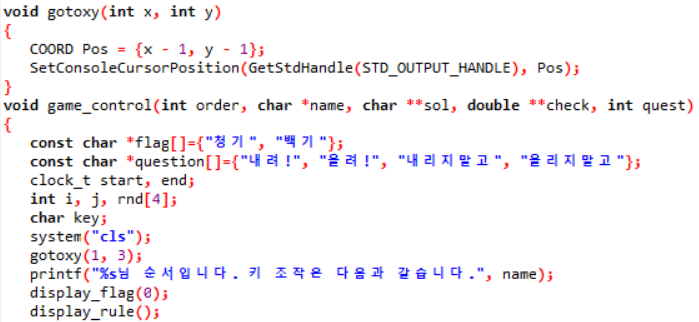 void gotoxy(int x, int y)
{
COORD Pos = {x - 1, y - 1};
SetConsoleCursorPosition(GetStdHandle(STD_OUTPUT_HANDLE), Pos);
}
void game_control(int order, char *name, char **sol, double **check, int quest)
{
const char *flag[]={"청기", "백기"};
const char *question[]={"내려!", "올려!", "내리지말고", "올리지말고"};
clock_t start, end;
int i, j, rnd[4];
char key;
system("cls");
gotoxy(1, 3);
printf("%s님 순서입니다. 키 조작은 다음과 같습니다.", name);
display_flag(0);
display_rule();